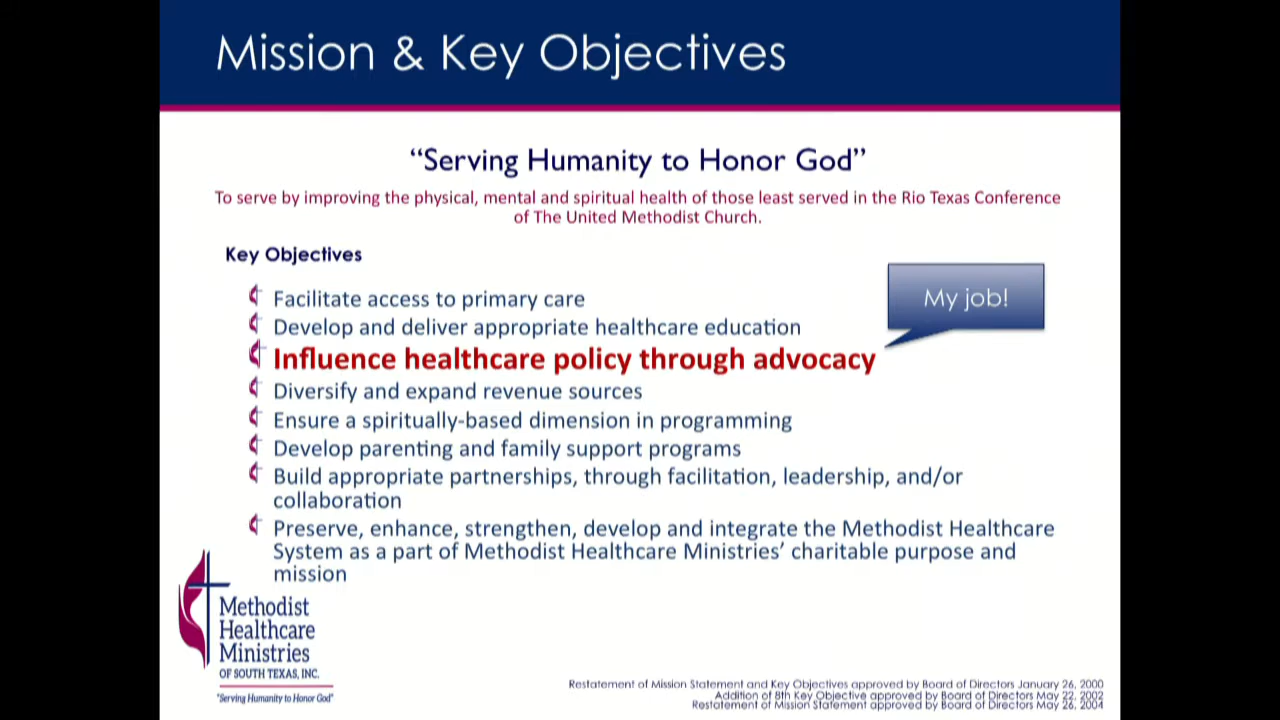 Mission & Key Objectives
“Serving Humanity to Honor God”
To serve by improving the physical, mental and spiritual health of those least served in the Rio Texas Conference
of The United Methodist Church.
Key Objectives
My job!
Facilitate access to primary care
Develop and deliver appropriate healthcare education
Influence healthcare policy through advocacy
Diversify and expand revenue sources
Ensure a spiritually-based dimension in programming
Develop parenting and family support programs
Build appropriate partnerships, through facilitation, leadership, and/or
collaboration
Preserve, enhance, strengthen, develop and integrate the Methodist Healthcare
System as a part of Methodist Healthcare Ministries’ charitable purpose and
mission
Methodist
Healthcare
Ministries
OF SOUTH TEXAS, INC.
"Serving Humanity to Honor God"
Restatement of Mission Statement and Key Objectives approved by Board of Directors January 26, 2000
Addition of 8th Key Objective approved by Board of Directors May 22, 2002
Restatement of Mission Statement approved by Board of Directors May 26, 2004